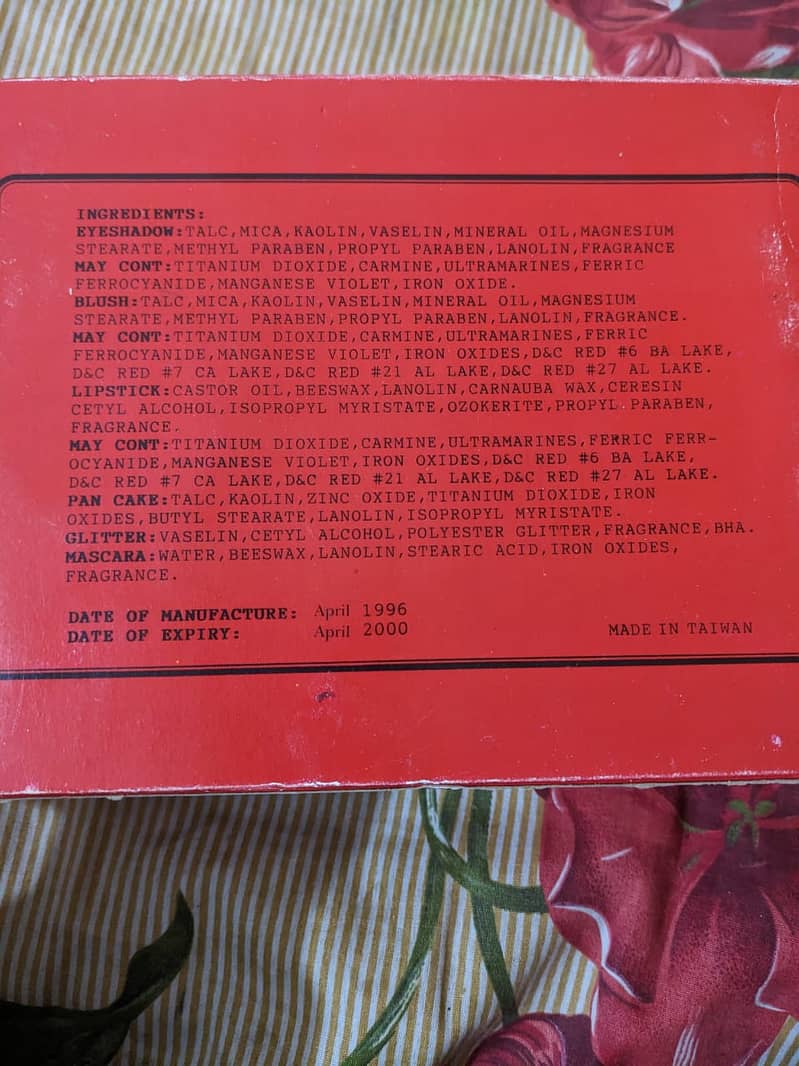 INGREDIENTS:
EYESHADOW:TALC,MICA,KAOLIN,VASELIN,MINERAL OIL,MAGNESIUM
STEARATE,METHYL PARABEN,PROPYL PARABEN,LANOLIN,FRAGRANCE
MAY CONT:TITANIUM DIOXIDE,CARMINE,ULTRAMARINES,FERRIC
FERROCYANIDE,MANGANESE VIOLET,IRON OXIDE.
BLUSH:TALC,MICA,KAOLIN,VASELIN,MINERAL OIL,MAGNESIUM
STEARATE,METHYL PARABEN,PROPYL PARABEN,LANOLIN,FRAGRANCE.
MAY CONT:TITANIUM DIOXIDE,CARMINE,ULTRAMARINES,FERRIC
FERROCYANIDE,MANGANESE VIOLET,IRON OXIDES,D&C RED #6 BA LAKE,
D&C RED #7 CA LAKE,D&C RED #21 AL LAKE,D&C RED #27 AL LAKE.
LIPSTICK:CASTOR OIL,BEESWAX,LANOLIN,CARNAUBA WAX,CERESIN
CETYL ALCOHOL,ISOPROPYL MYRISTATE,OZOKERITE,PROPYL PARABEN,
FRAGRANCE.
MAY CONT:TITANIUM DIOXIDE,CARMINE,ULTRAMARINES,FERRIC FERR-
OCYANIDE,MANGANESE VIOLET,IRON OXIDES,D&C RED #6 BA LAKE,
D&C RED #7 CA LAKE,D&C RED #21 AL LAKE,D&C RED #27 AL LAKE.
PAN CAKE:TALC,KAOLIN,ZINC OXIDE,TITANIUM DIOXIDE,IRON
OXIDES,BUTYL STEARATE,LANOLIN,ISOPROPYL MYRISTATE.
GLITTER:VASELIN,CETYL ALCOHOL,POLYESTER GLITTER,FRAGRANCE,BHA.
MASCARA:WATER,BEESWAX,LANOLIN,STEARIC ACID,IRON OXIDES,
FRAGRANCE.
DATE OF MANUFACTURE: April 1996
DATE OF EXPIRY: April 2000 MADE IN TAIWAN